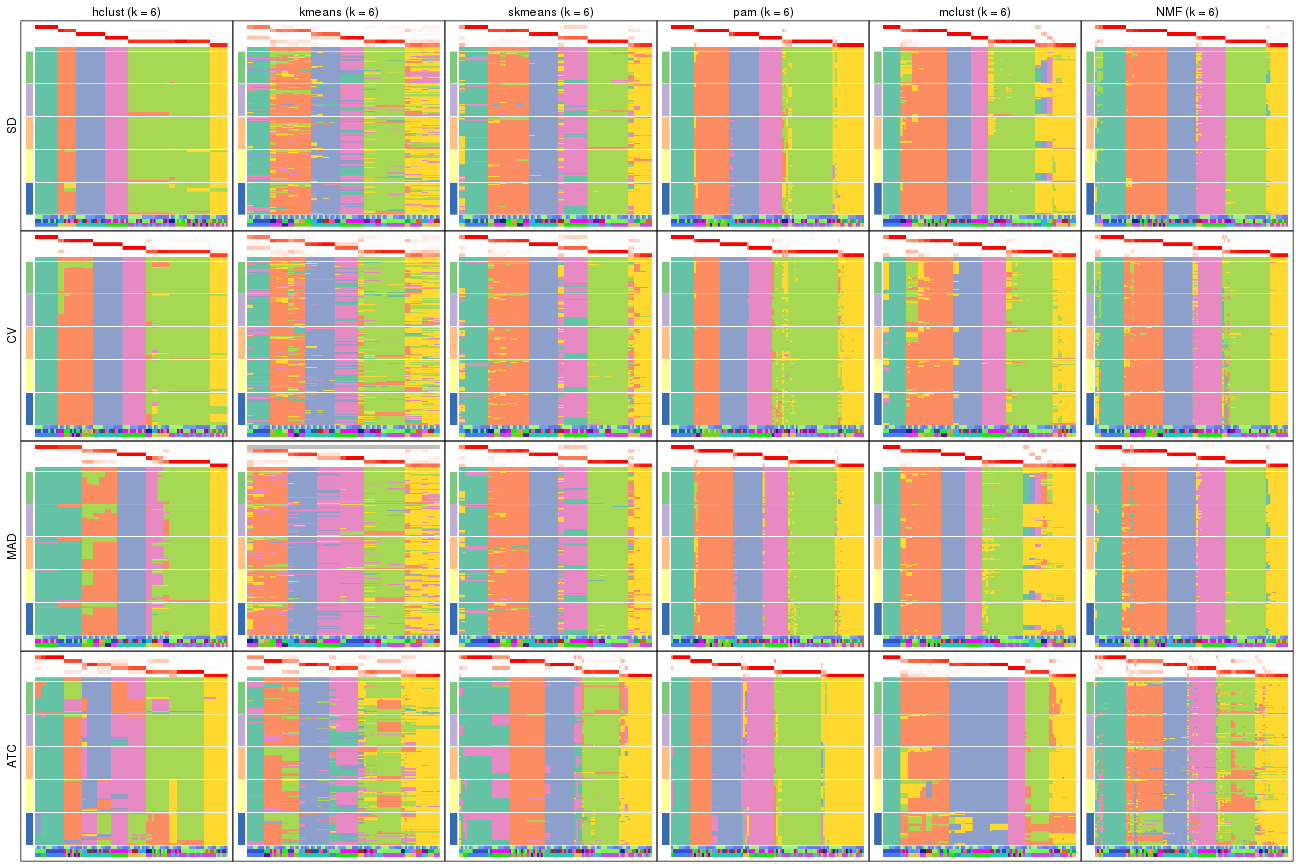 hclust (k = 6) kmeans (k = 6) skmeans (k = 6) pam (k = 6) mclust (k = 6) NMF (k = 6)
SD
CV
MAD
ATC